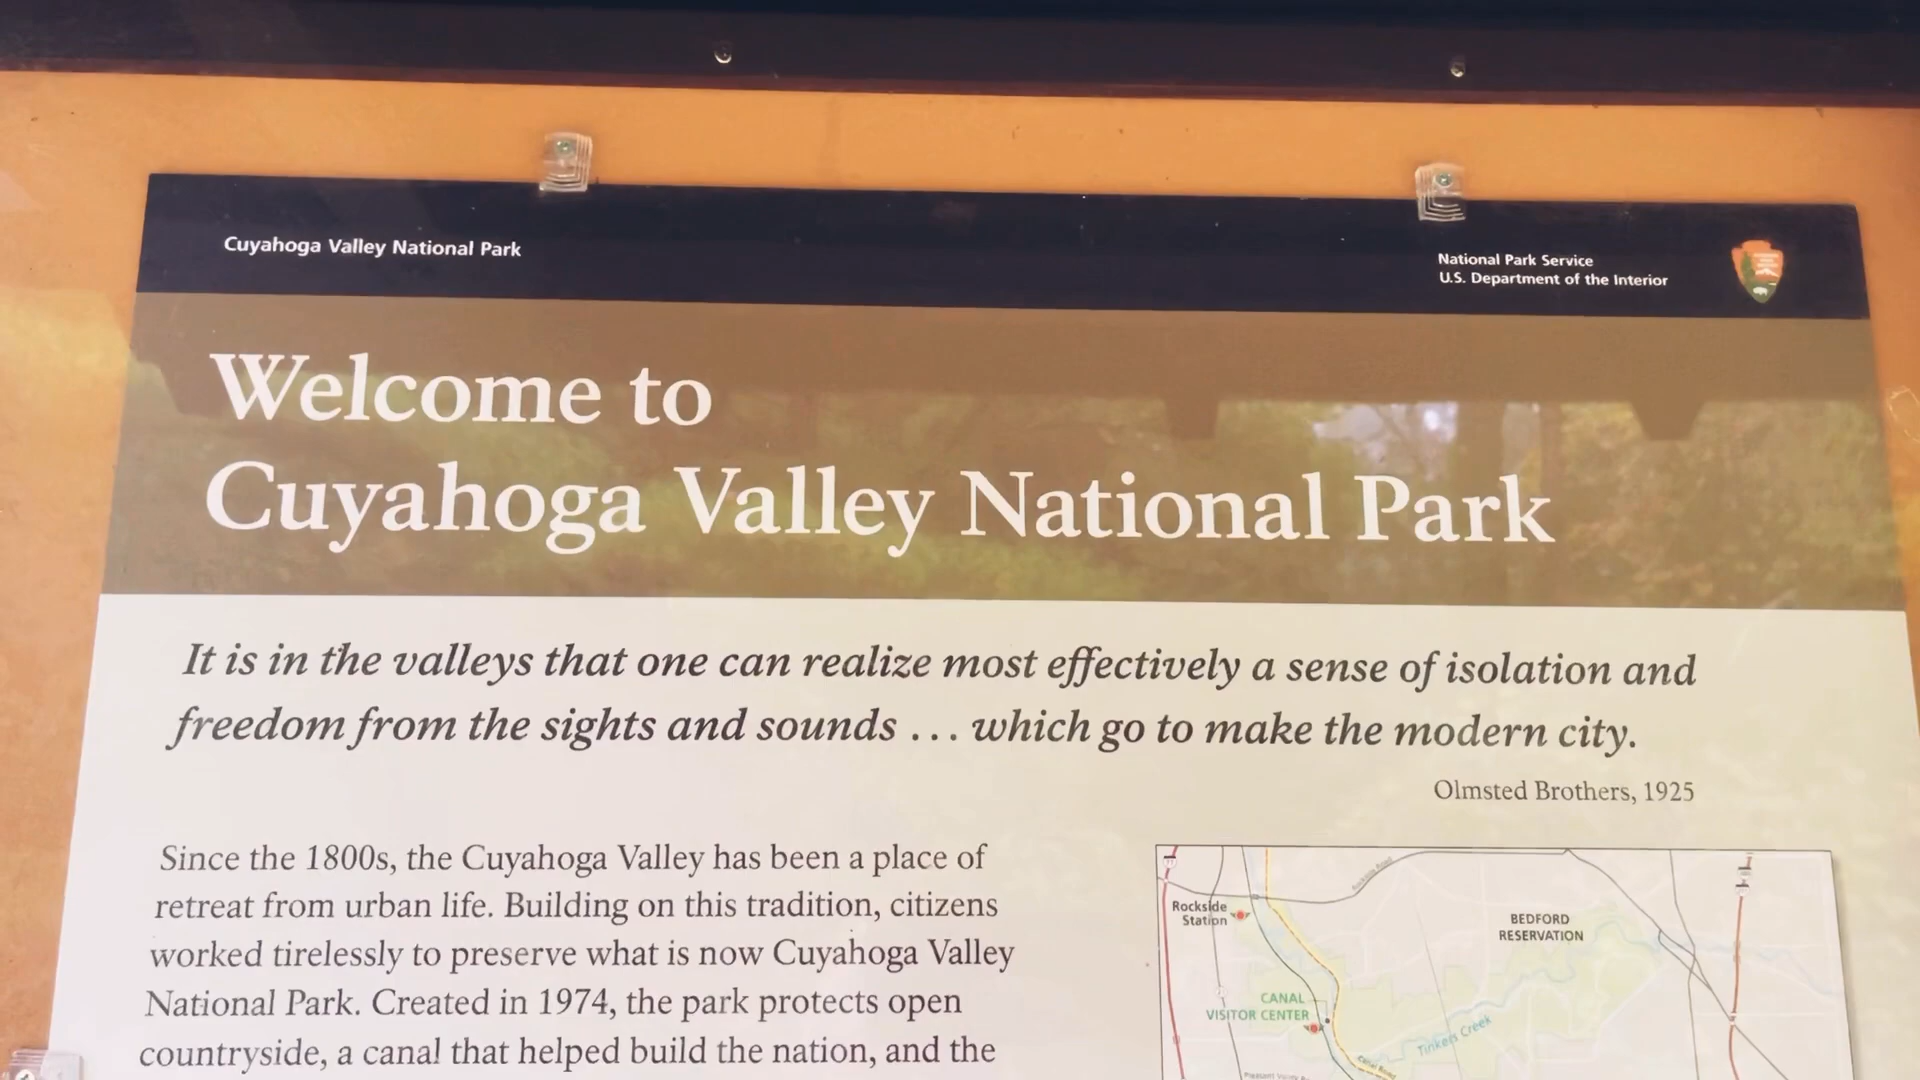 Cuyahoga Valley National Park
National Park Service
U.S. Department of the Interior
Welcome to
Cuyahoga Valley National Park
It is in the valleys that one can realize most effectively a sense of isolation and
freedom from the sights and sounds ... which go to make the modern city.
Olmsted Brothers, 1925
Since the 1800s, the Cuyahoga Valley has been a place of
retreat from urban life. Building on this tradition, citizens
worked tirelessly to preserve what is now Cuyahoga Valley
National Park. Created in 1974, the park protects open
countryside, a canal that helped build the nation, and the
Rockside
Station
BEDFORD
RESERVATION
CANAL
VISITOR CENTER
Tinkers Creek
Canal Road